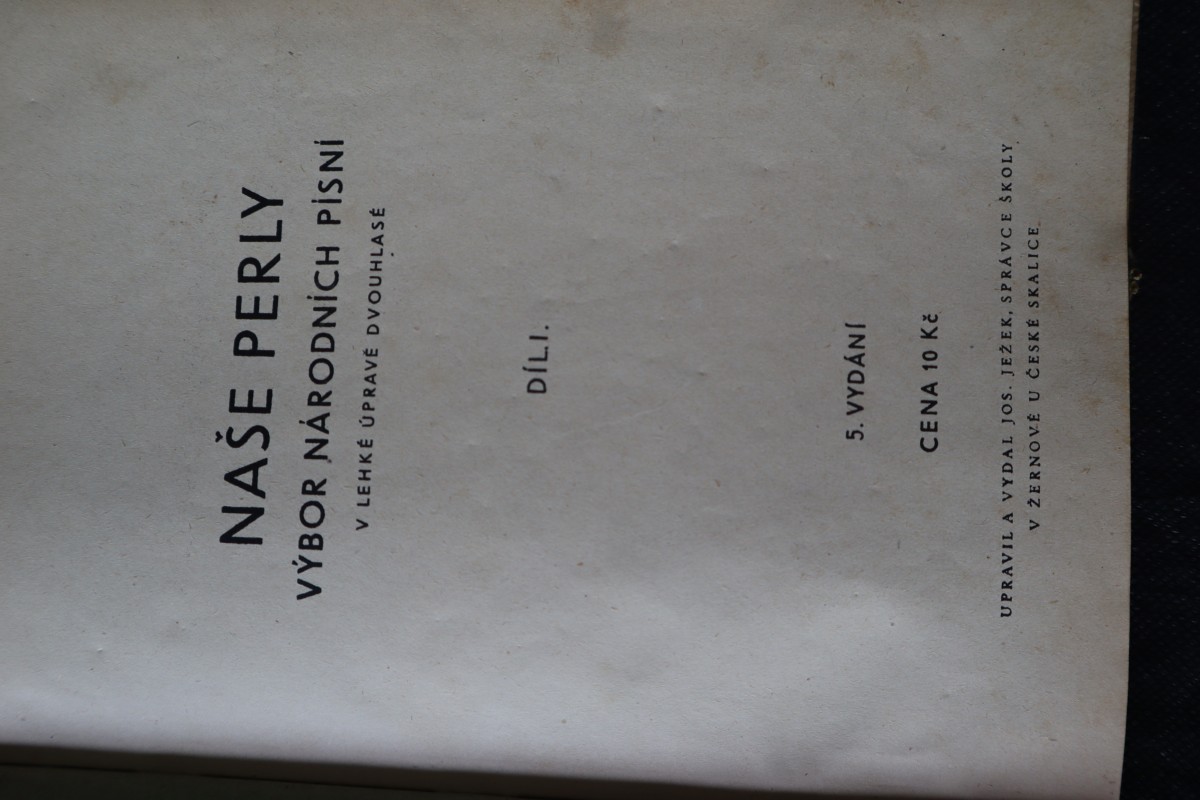 NAŠE PERLY
VÝBOR NÁRODNÍCH PÍSNÍ
V LEHKÉ ÚPRAVĚ DVOUHLASÉ
DÍL I.
5. VYDÁNÍ
CENA 10 Kč
UPRAVIL A VYDAL JOS. JEŽEK, SPRÁVCE ŠKOLY
V ŽERNOVĚ U ČESKÉ SKALICE.